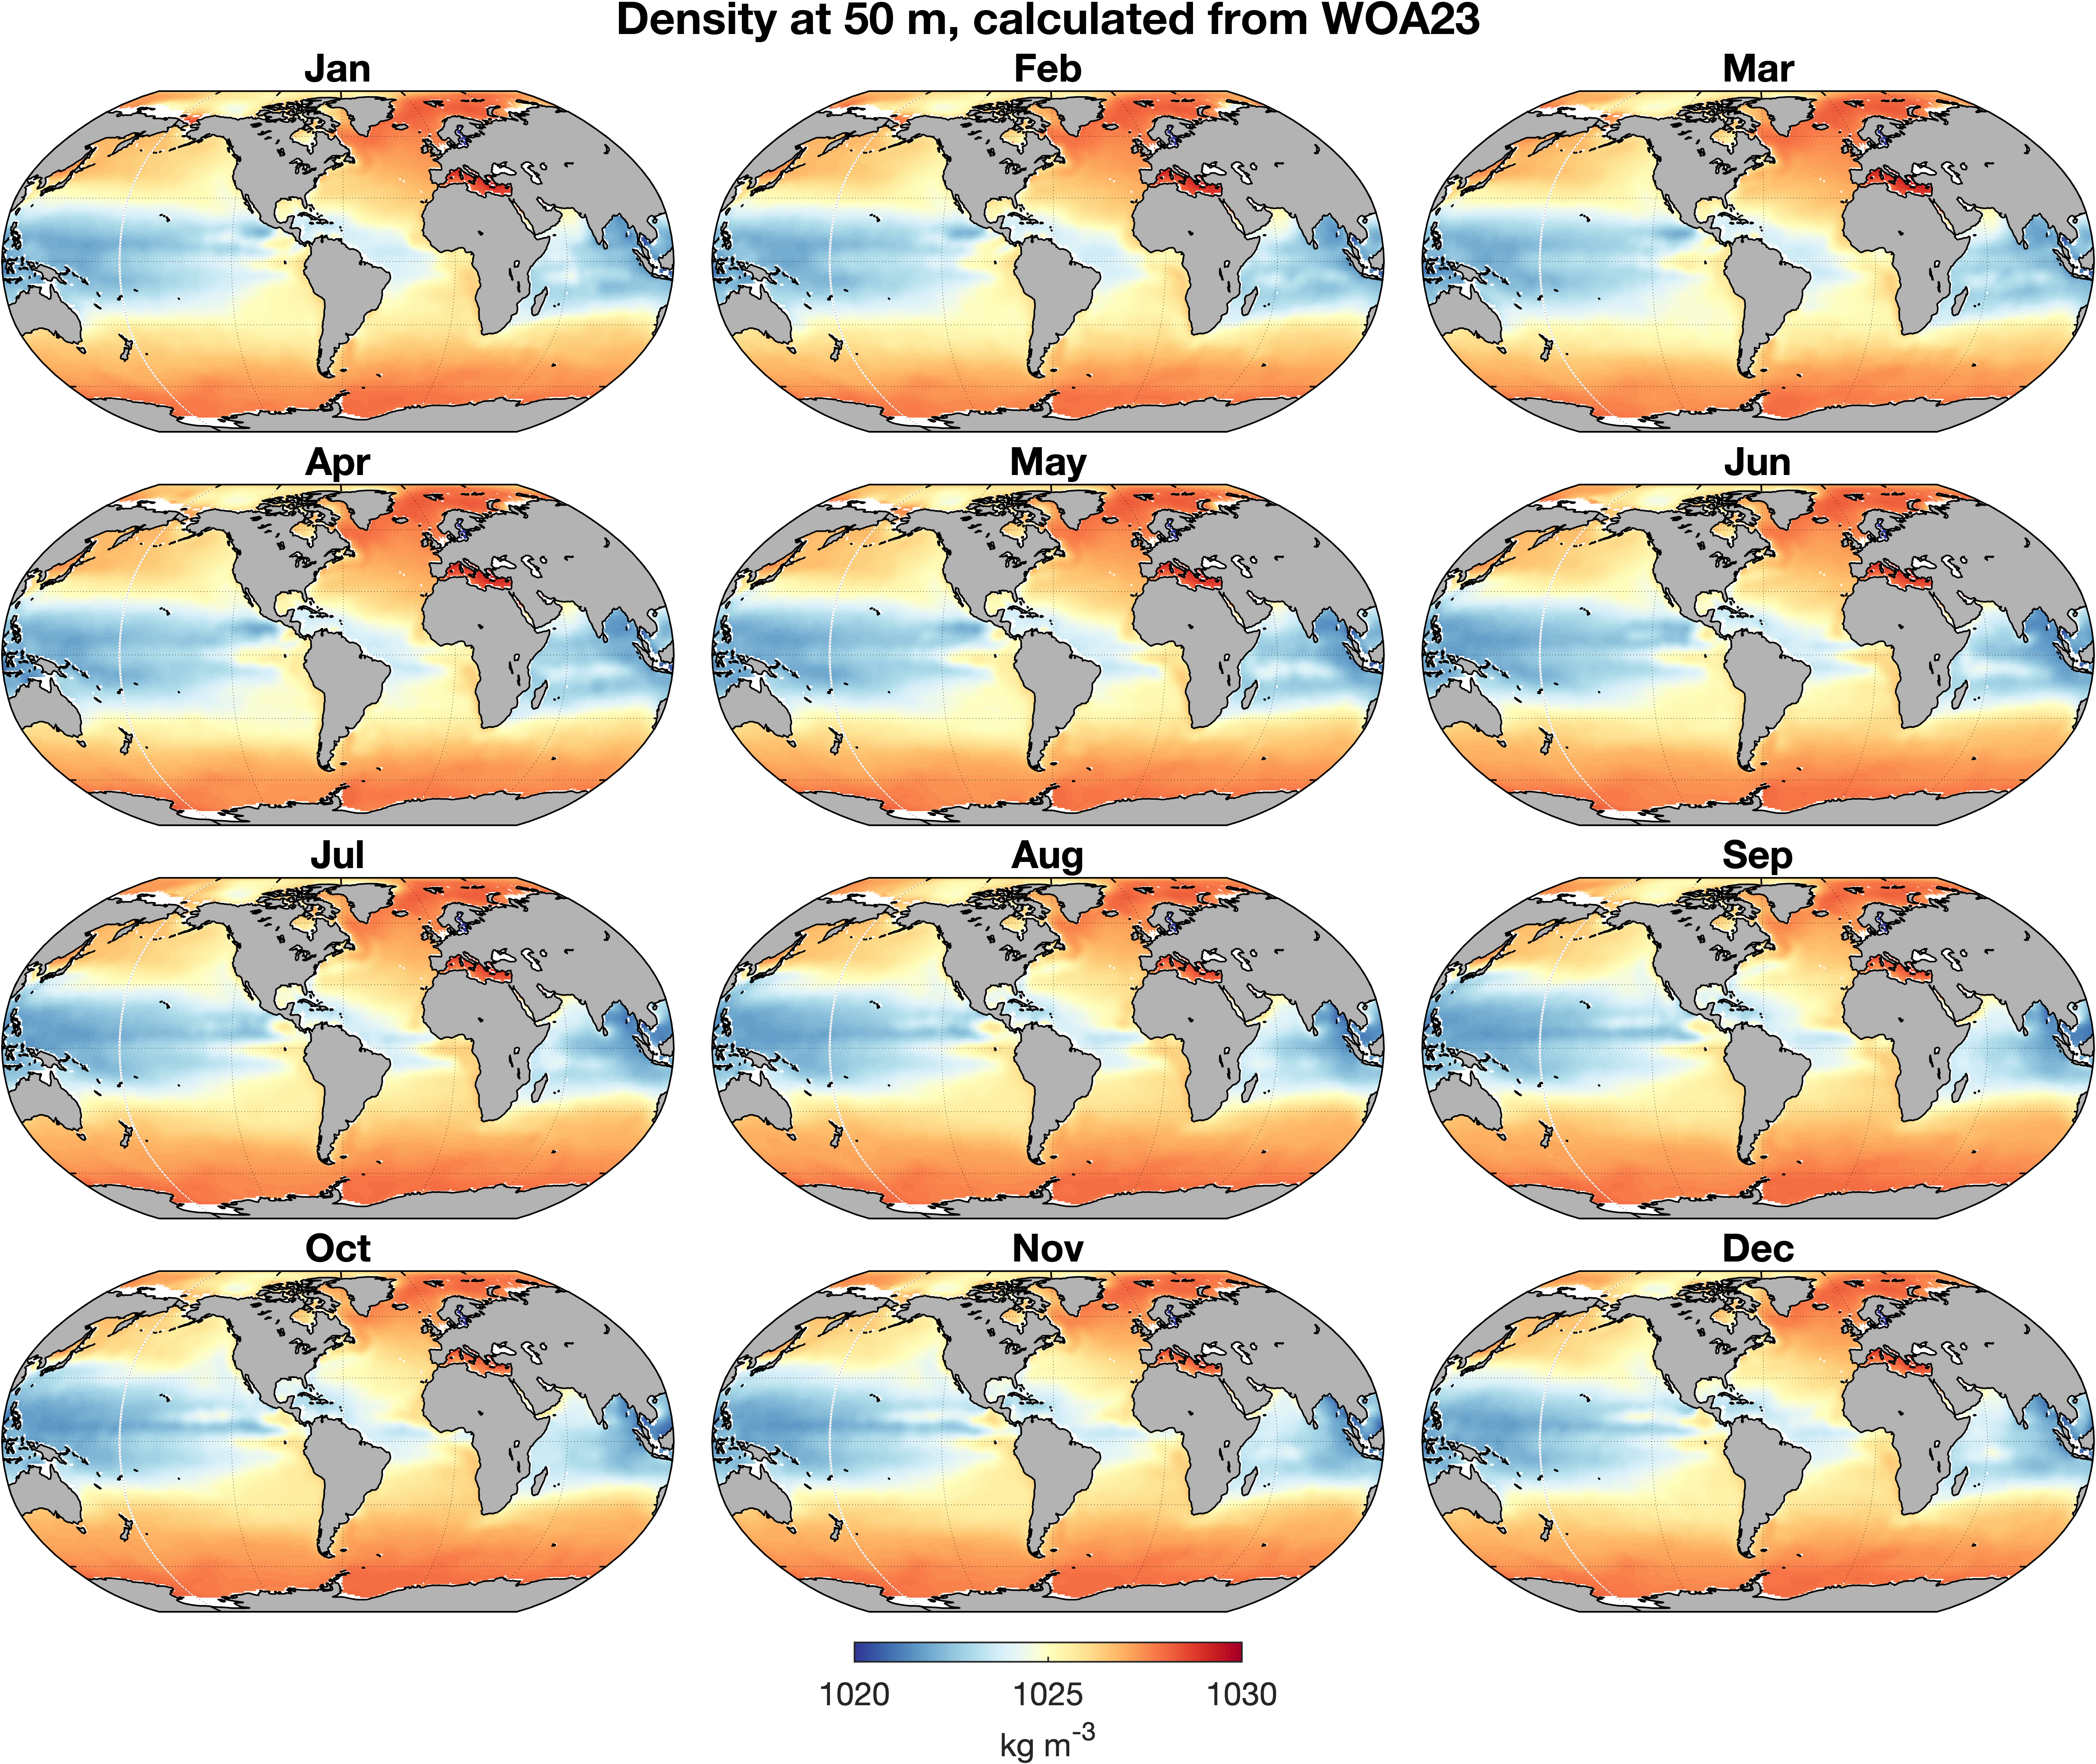 Density at 50 m, calculated from WOA23
Jan Feb Mar
Apr May Jun
Jul Aug Sep
Oct Nov Dec
1020 1025 1030
kg m⁻³